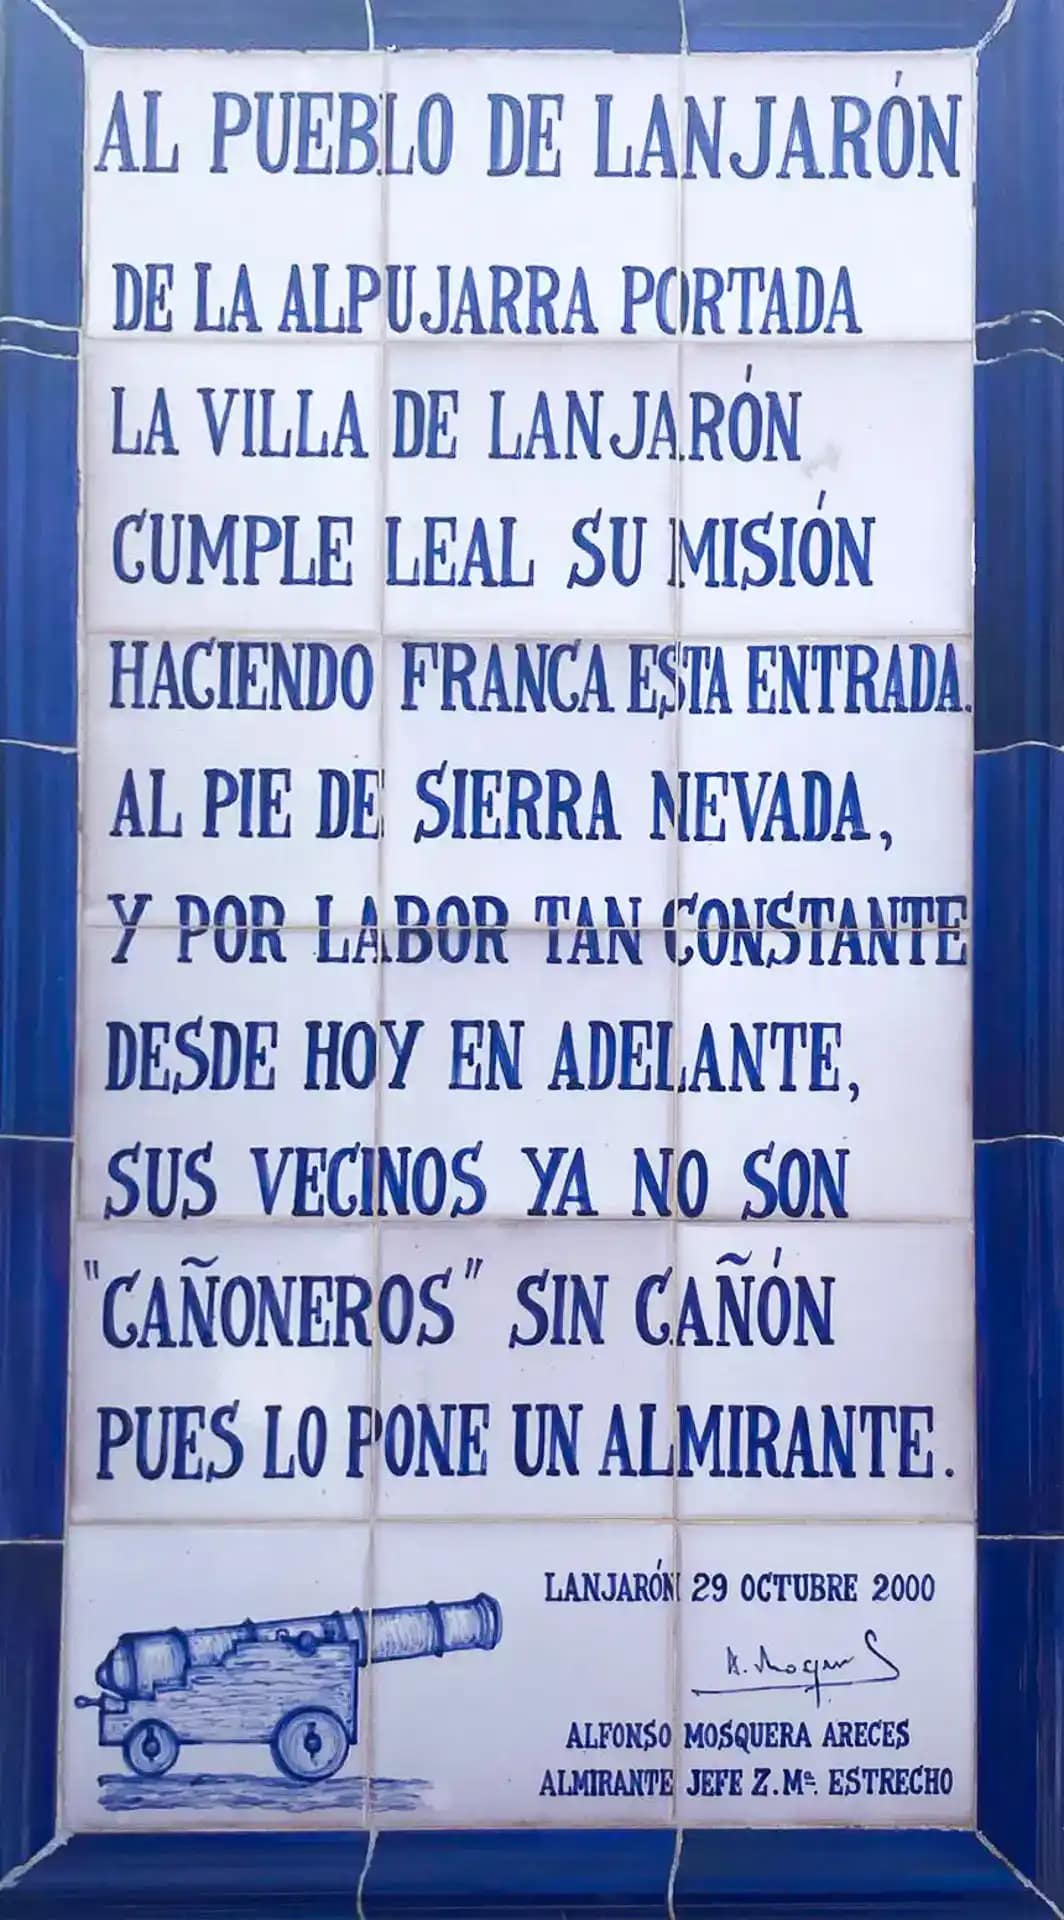 AL PUEBLO DE LANJARÓN
DE LA ALPUJARRA PORTADA
LA VILLA DE LANJARÓN
CUMPLE LEAL SU MISIÓN
HACIENDO FRANCA ESTA ENTRADA.
AL PIE DE SIERRA NEVADA,
Y POR LABOR TAN CONSTANTE
DESDE HOY EN ADELANTE,
SUS VECINOS YA NO SON
"CAÑONEROS" SIN CAÑÓN
PUES LO PONE UN ALMIRANTE.
LANJARÓN 29 OCTUBRE 2000
ALFONSO MOSQUERA ARECES
ALMIRANTE JEFE Z.Mª. ESTRECHO